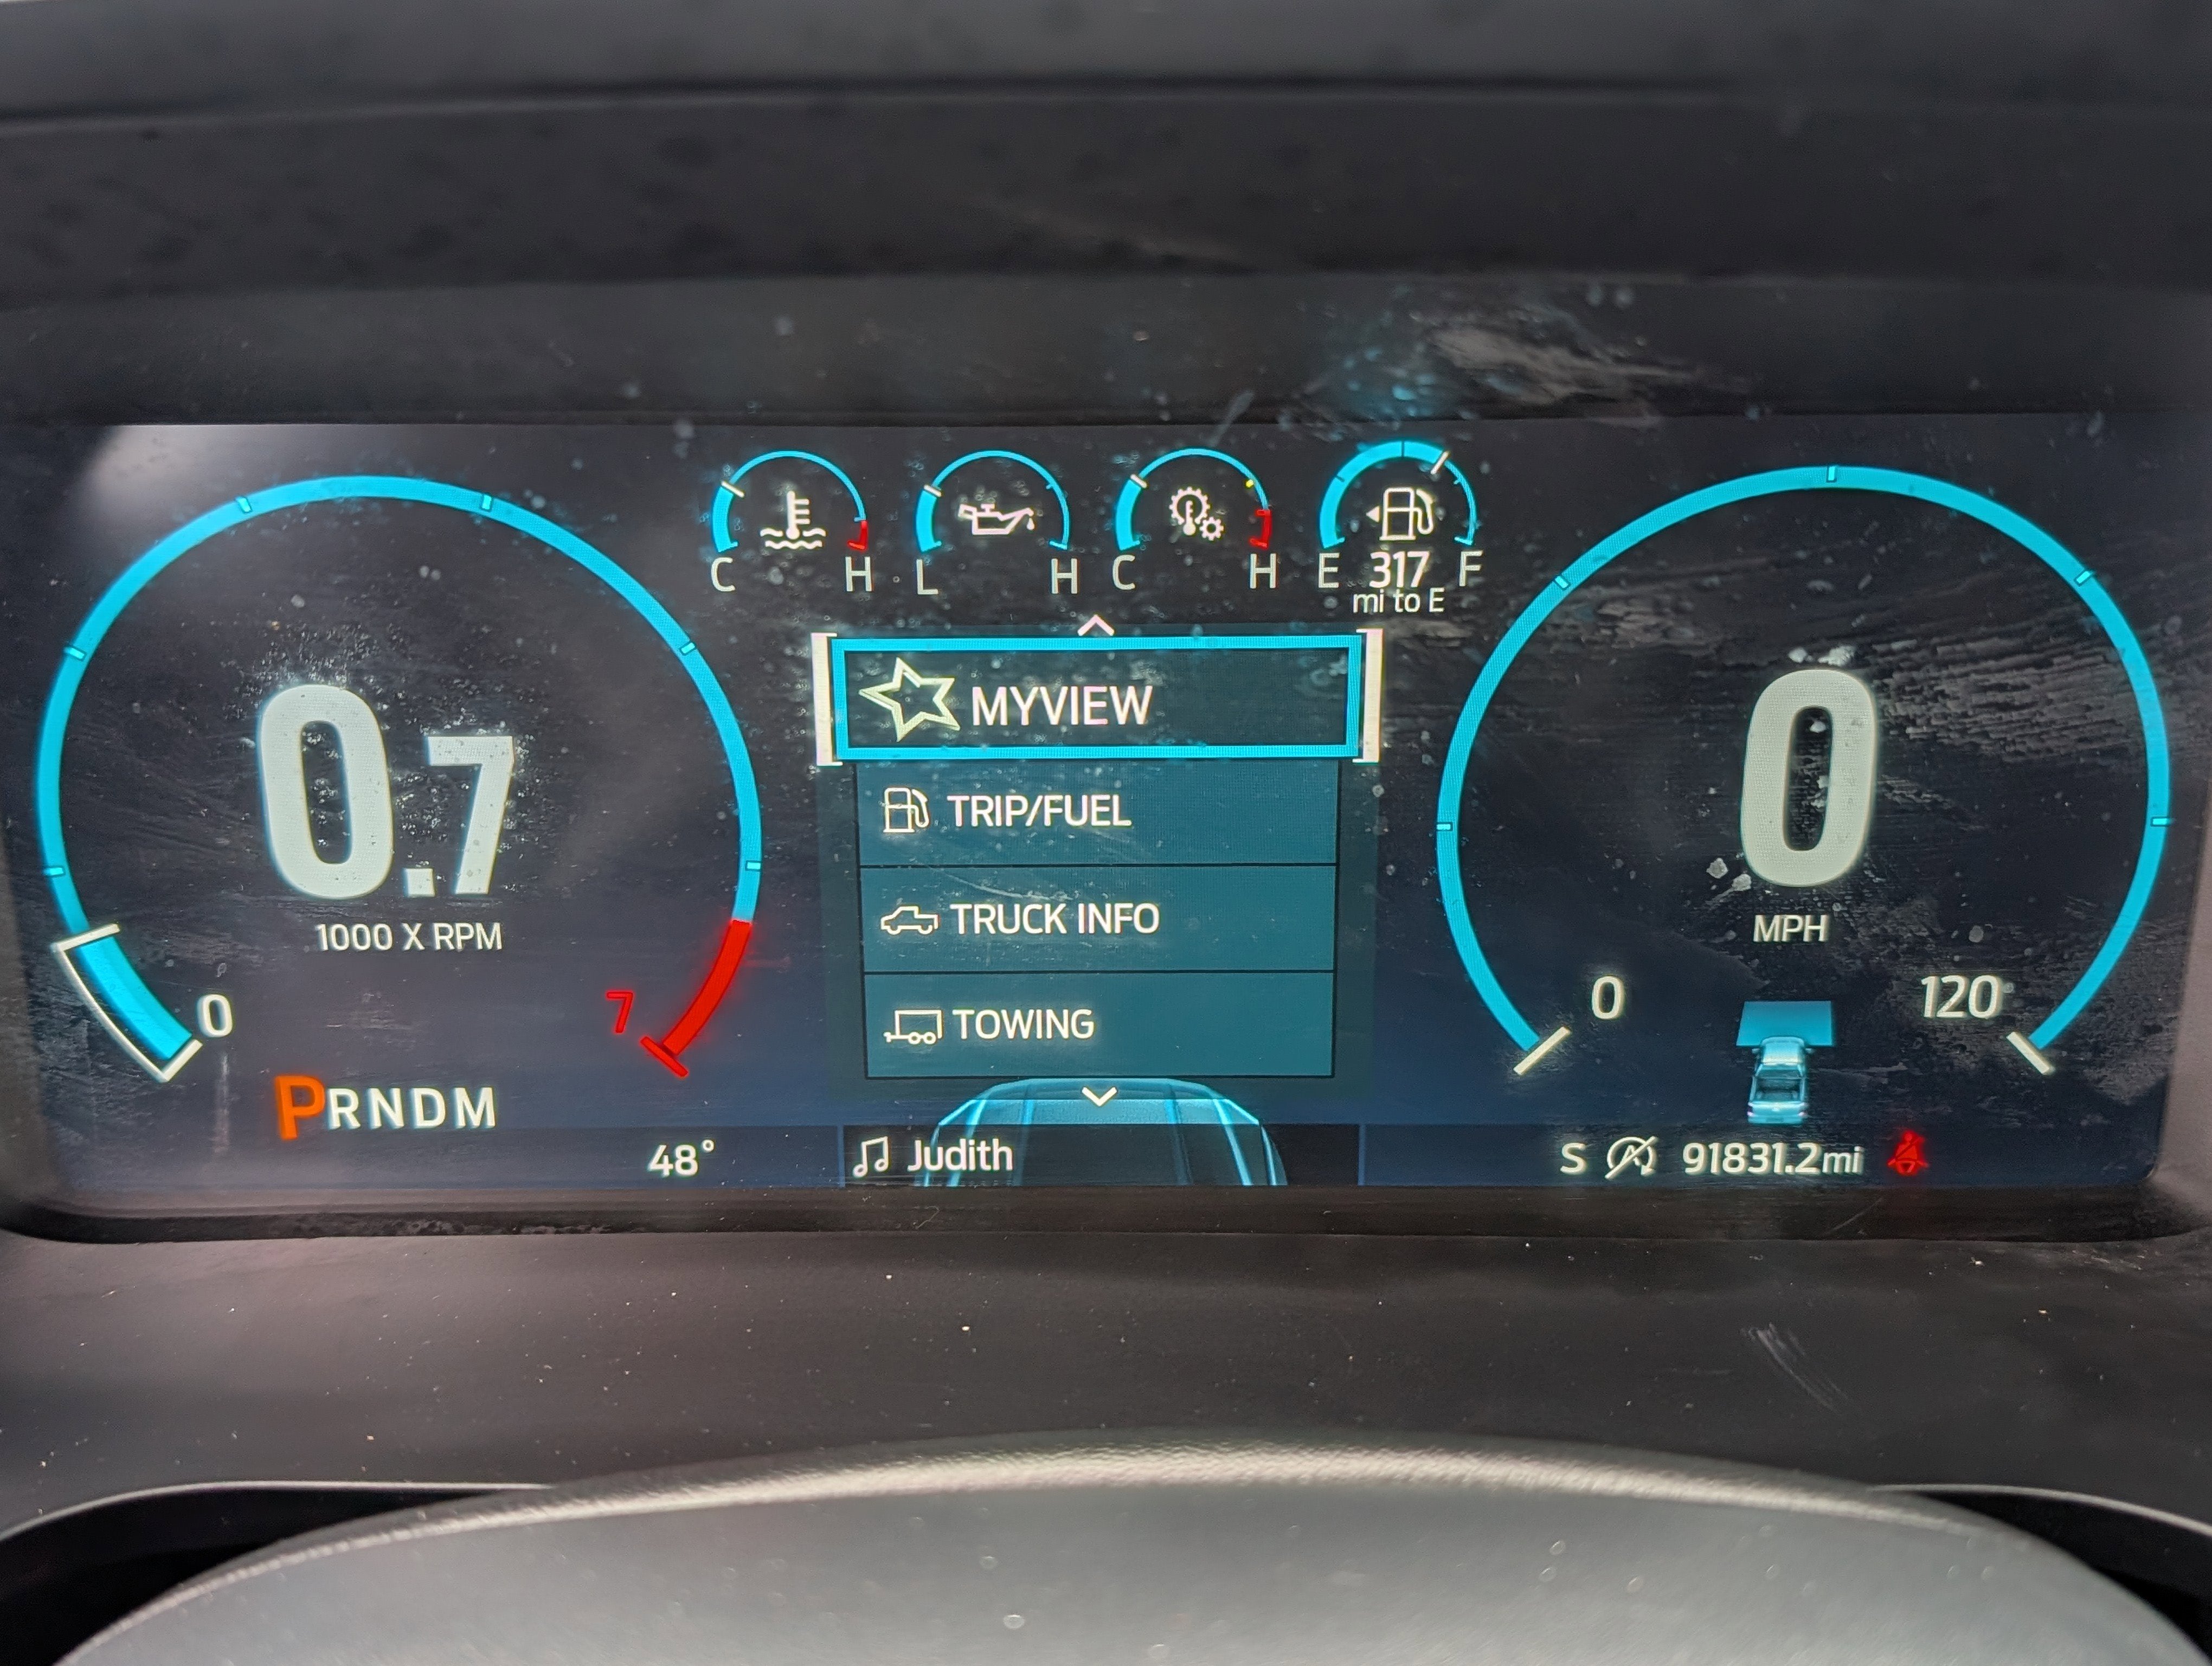 C H L H C H E 317 F
mi to E
MYVIEW
TRIP/FUEL
TRUCK INFO
TOWING
0.7
1000 X RPM
0 7
PRNDM
0
MPH
0 120
48°
Judith
S A 91831.2mi